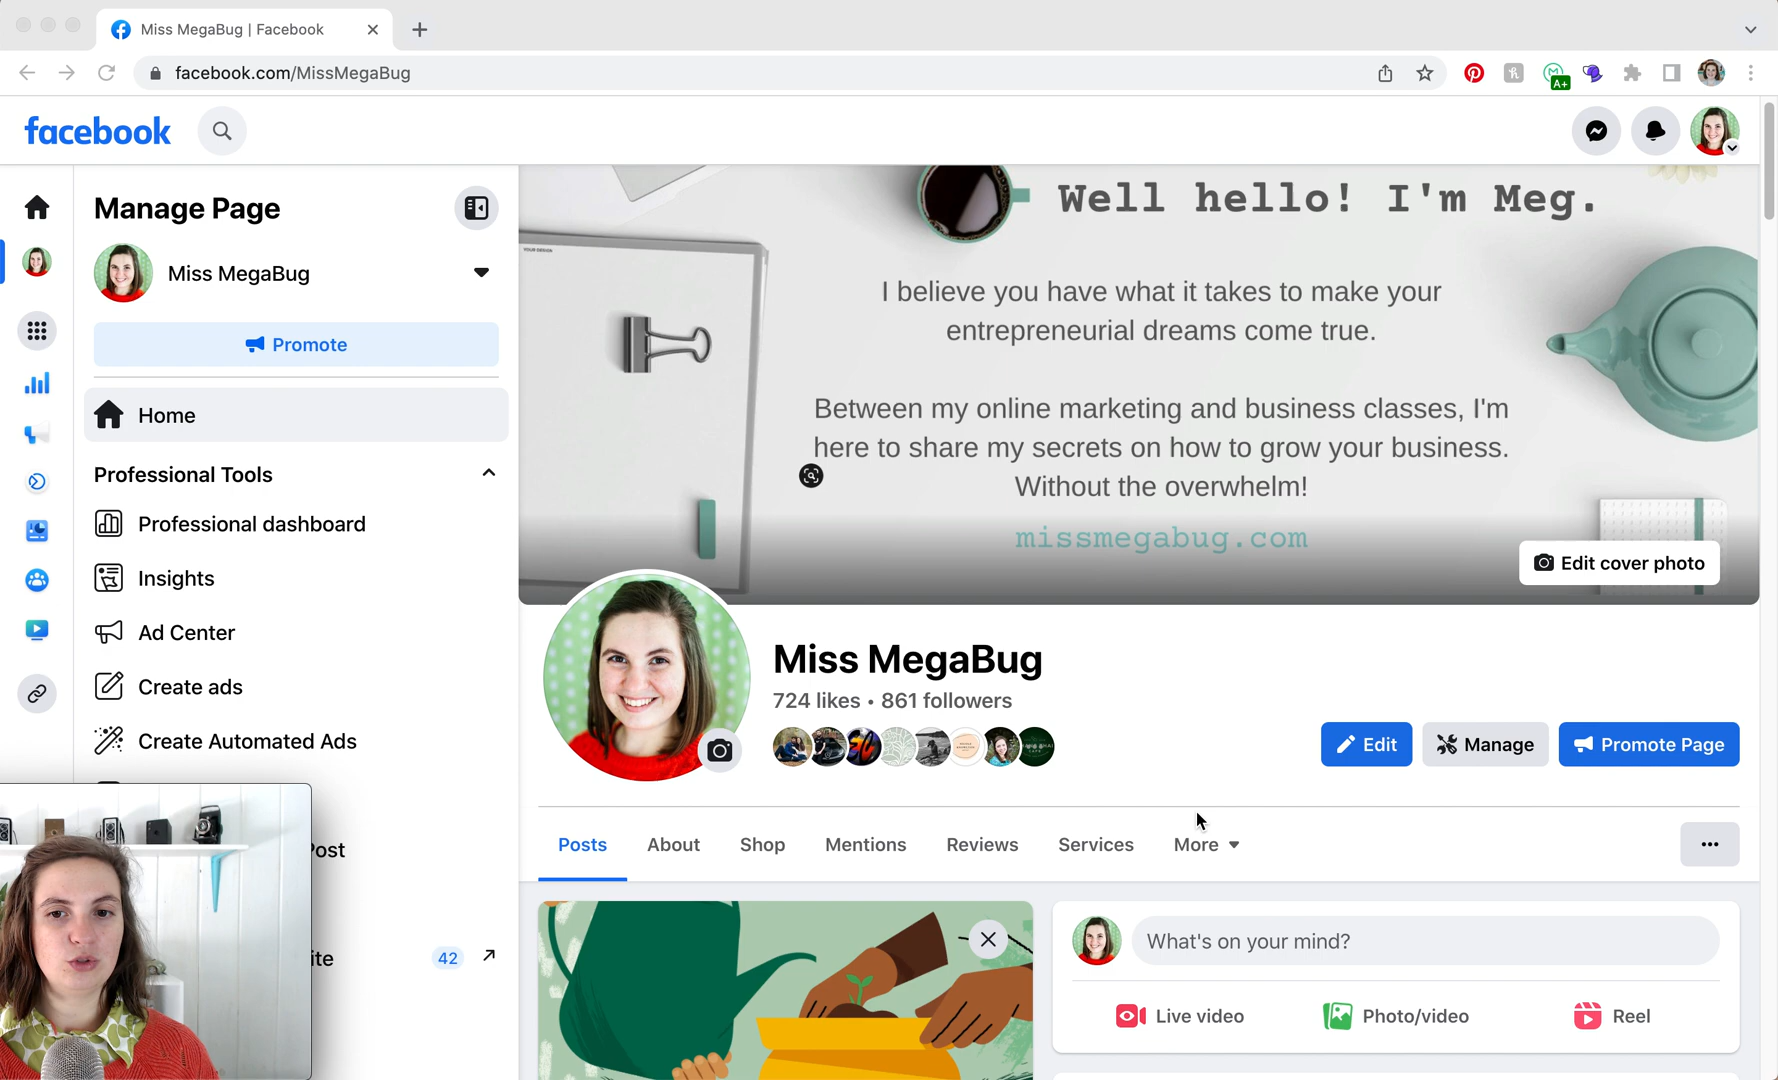 Miss MegaBug | Facebook
facebook.com/MissMegaBug
A+
facebook
Manage Page
Miss MegaBug
Promote
Home
Professional Tools
Professional dashboard
Insights
Ad Center
Create ads
Create Automated Ads
Post
ite
42
YOUR DESIGN
Well hello! I'm Meg.
I believe you have what it takes to make your
entrepreneurial dreams come true.
Between my online marketing and business classes, I'm
here to share my secrets on how to grow your business.
Without the overwhelm!
missmegabug.com
Edit cover photo
Miss MegaBug
724 likes • 861 followers
Edit
Manage
Promote Page
Posts
About
Shop
Mentions
Reviews
Services
More
What's on your mind?
Live video
Photo/video
Reel